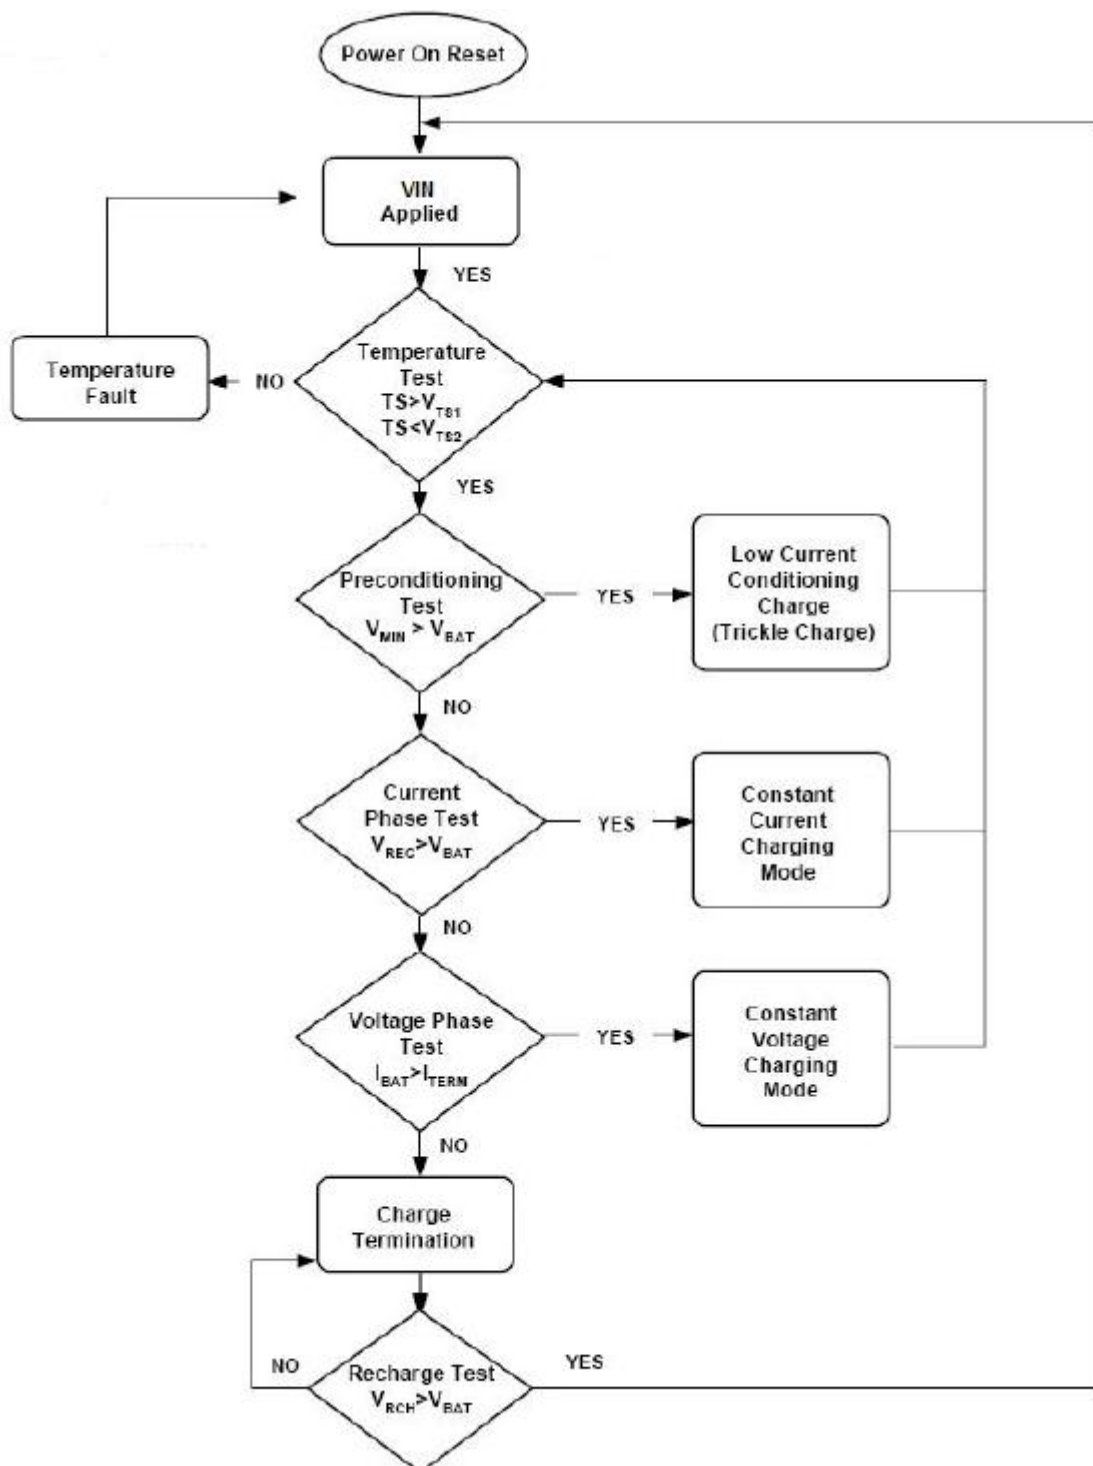 Power On Reset
VIN
Applied
YES
Temperature
Test
TS>VTS1
TS<VTS2
NO
Temperature
Fault
YES
Preconditioning
Test
VMIN > VBAT
YES
Low Current
Conditioning
Charge
(Trickle Charge)
NO
Current
Phase Test
VREG>VBAT
YES
Constant
Current
Charging
Mode
NO
Voltage Phase
Test
IBAT>ITERM
YES
Constant
Voltage
Charging
Mode
NO
Charge
Termination
NO
Recharge Test
VRCH>VBAT
YES